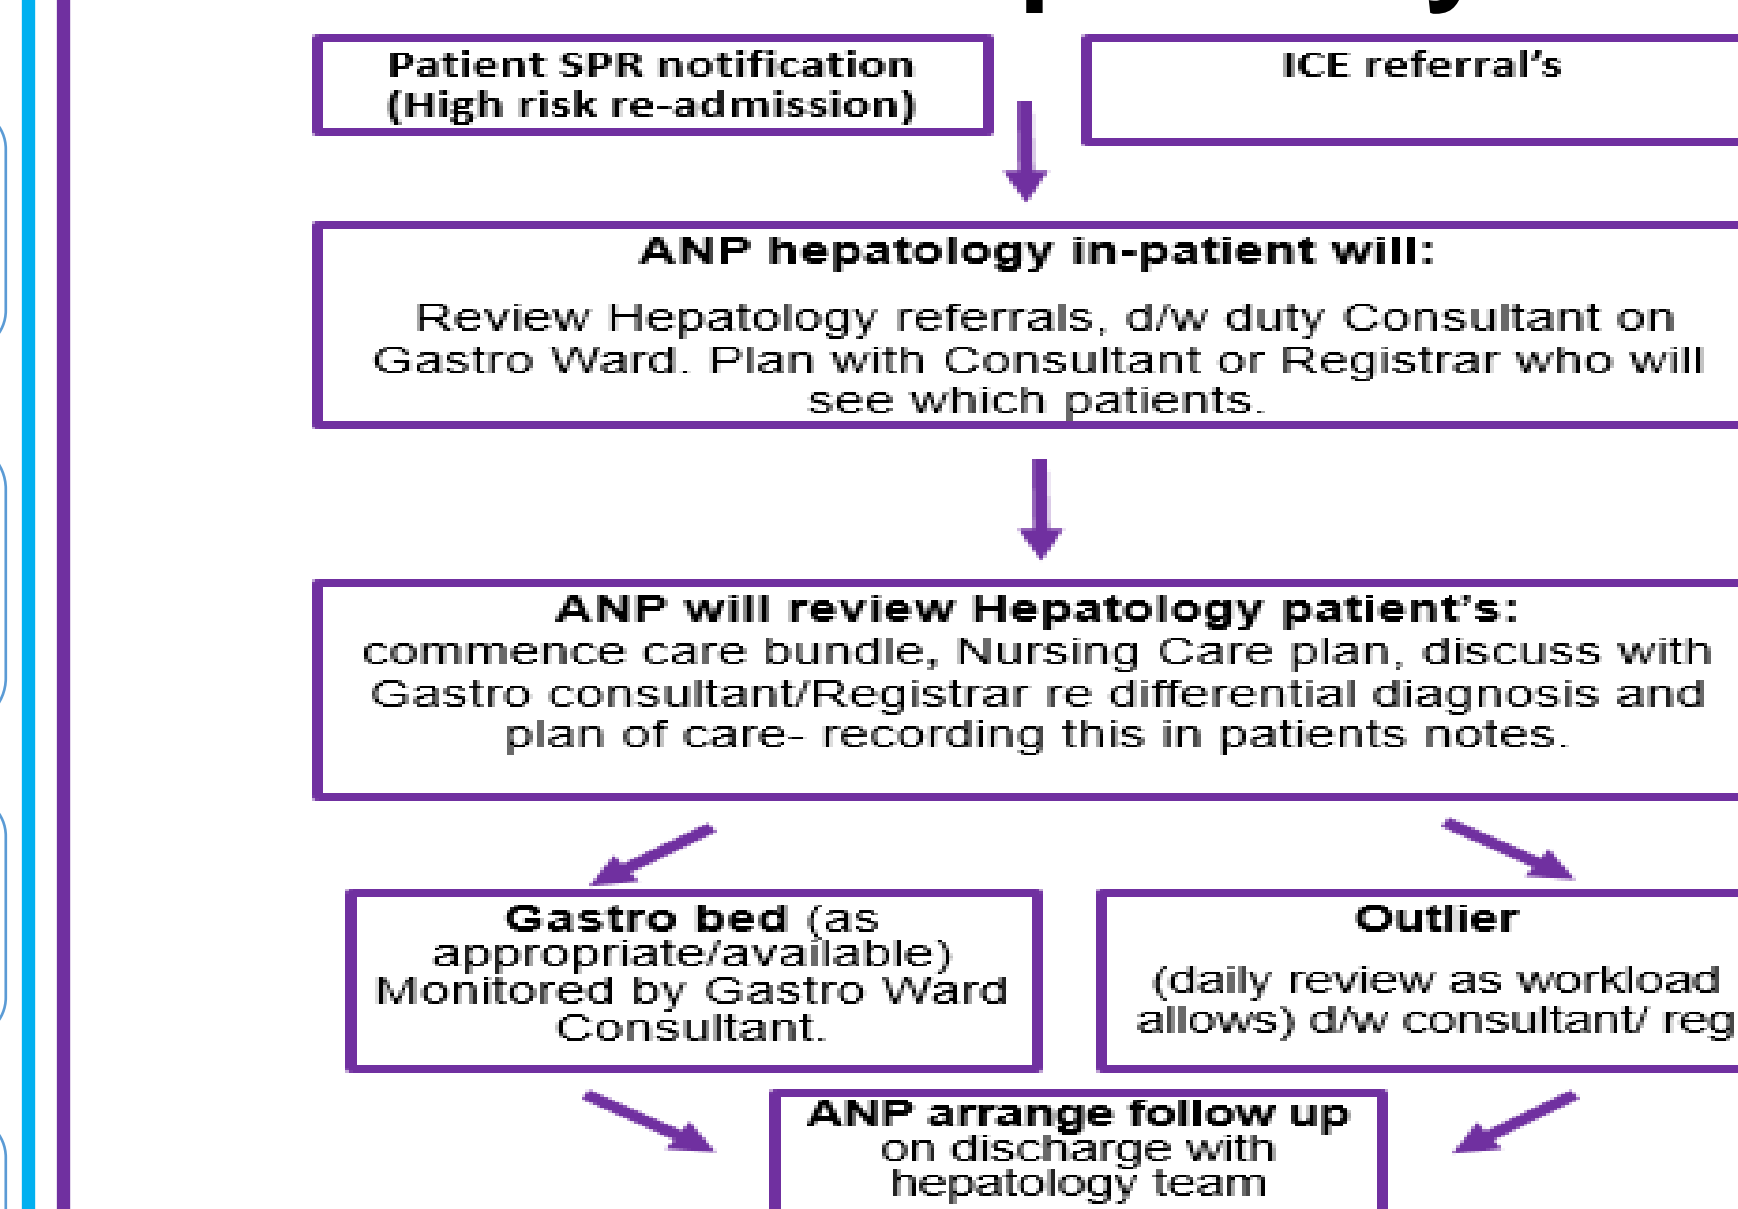 Patient SPR notification
(High risk re-admission)
ICE referral's
ANP hepatology in-patient will:
Review Hepatology referrals, d/w duty Consultant on
Gastro Ward. Plan with Consultant or Registrar who will
see which patients.
ANP will review Hepatology patient's:
commence care bundle, Nursing Care plan, discuss with
Gastro consultant/Registrar re differential diagnosis and
plan of care- recording this in patients notes.
Gastro bed (as
appropriate/available)
Monitored by Gastro Ward
Consultant.
Outlier
(daily review as workload
allows) d/w consultant/ reg
ANP arrange follow up
on discharge with
hepatology team